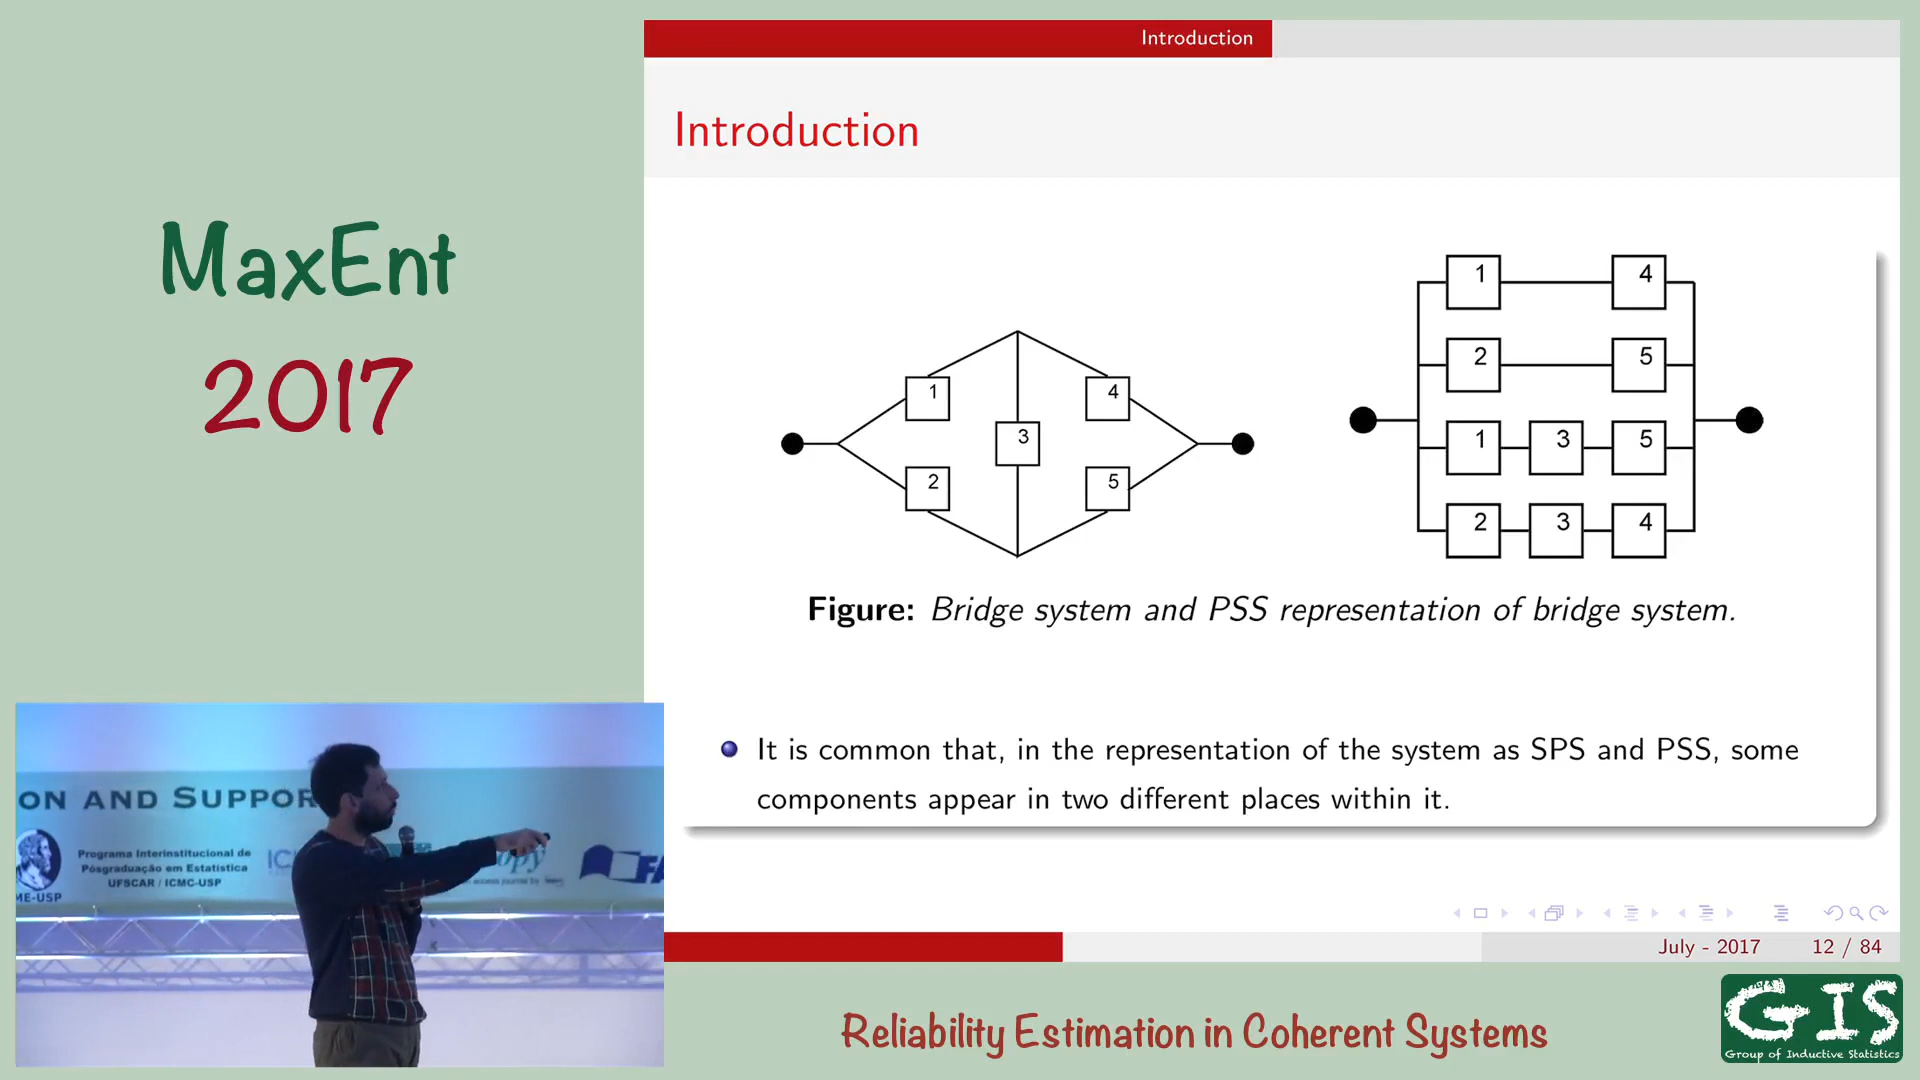 Introduction
Introduction
MaxEnt
2017
1
4
3
2
5
1
4
2
5
1
3
5
2
3
4
Figure: Bridge system and PSS representation of bridge system.
It is common that, in the representation of the system as SPS and PSS, some
components appear in two different places within it.
ON AND SUPPOR
Programa Interinstitucional de
Pósgraduação em Estatística
UFSCAR / ICMC-USP
ME-USP
July - 2017 12 / 84
Reliability Estimation in Coherent Systems
GIS
Group of Inductive Statistics